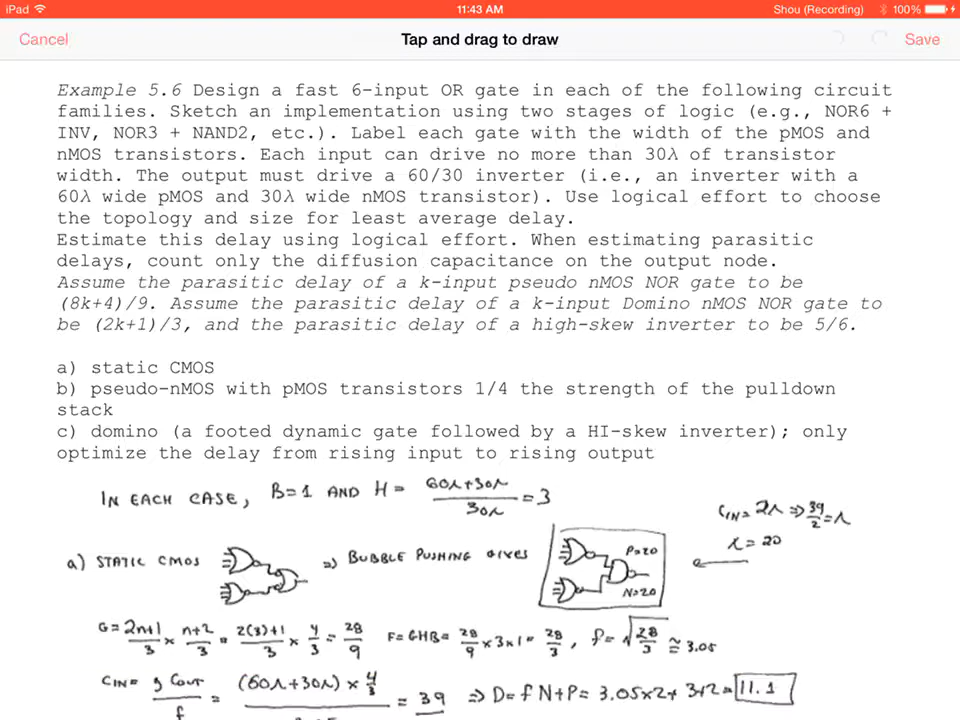 iPad 11:43 AM Shou (Recording) 100%
Cancel Tap and drag to draw Save
Example 5.6 Design a fast 6-input OR gate in each of the following circuit
families. Sketch an implementation using two stages of logic (e.g., NOR6 +
INV, NOR3 + NAND2, etc.). Label each gate with the width of the pMOS and
nMOS transistors. Each input can drive no more than 30λ of transistor
width. The output must drive a 60/30 inverter (i.e., an inverter with a
60λ wide pMOS and 30λ wide nMOS transistor). Use logical effort to choose
the topology and size for least average delay.
Estimate this delay using logical effort. When estimating parasitic
delays, count only the diffusion capacitance on the output node.
Assume the parasitic delay of a k-input pseudo nMOS NOR gate to be
(8k+4)/9. Assume the parasitic delay of a k-input Domino nMOS NOR gate to
be (2k+1)/3, and the parasitic delay of a high-skew inverter to be 5/6.
a) static CMOS
b) pseudo-nMOS with pMOS transistors 1/4 the strength of the pulldown
stack
c) domino (a footed dynamic gate followed by a HI-skew inverter); only
optimize the delay from rising input to rising output
IN EACH CASE, B=1 AND H= (60λ+30λ)/30λ = 3
CIN= 2λ ⇒ 39/2 = λ
λ = 20
a) STATIC CMOS ⇒ BUBBLE PUSHING GIVES P=20 N=20
G= 2n+1/3 × n+2/3 = 2(3)+1/3 × 4/3 = 28/9 F=GHB= 28/9 ×3×1= 28/3, f=√28/3 ≅ 3.05
CIN= g Cout/f = (60λ+30λ) × 4/3 = 39 ⇒ D= f N+P= 3.05×2+3+2= 11.1